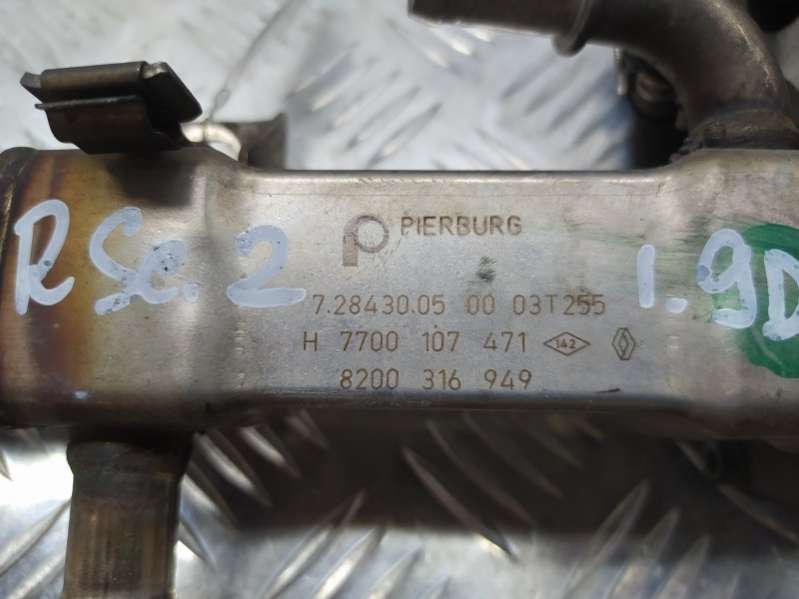 PIERBURG
R Sc. 2
1.9D
7.28430.05 00 03T255
H 7700 107 471 142
8200 316 949